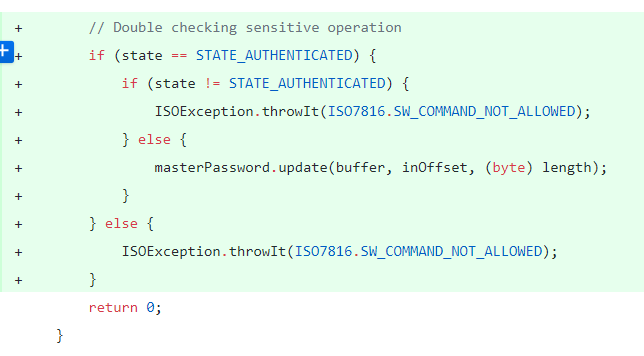 + // Double checking sensitive operation
+ if (state == STATE_AUTHENTICATED) {
+ if (state != STATE_AUTHENTICATED) {
+ ISOException.throwIt(ISO7816.SW_COMMAND_NOT_ALLOWED);
+ } else {
+ masterPassword.update(buffer, inOffset, (byte) length);
+ }
+ } else {
+ ISOException.throwIt(ISO7816.SW_COMMAND_NOT_ALLOWED);
+ }
return 0;
}